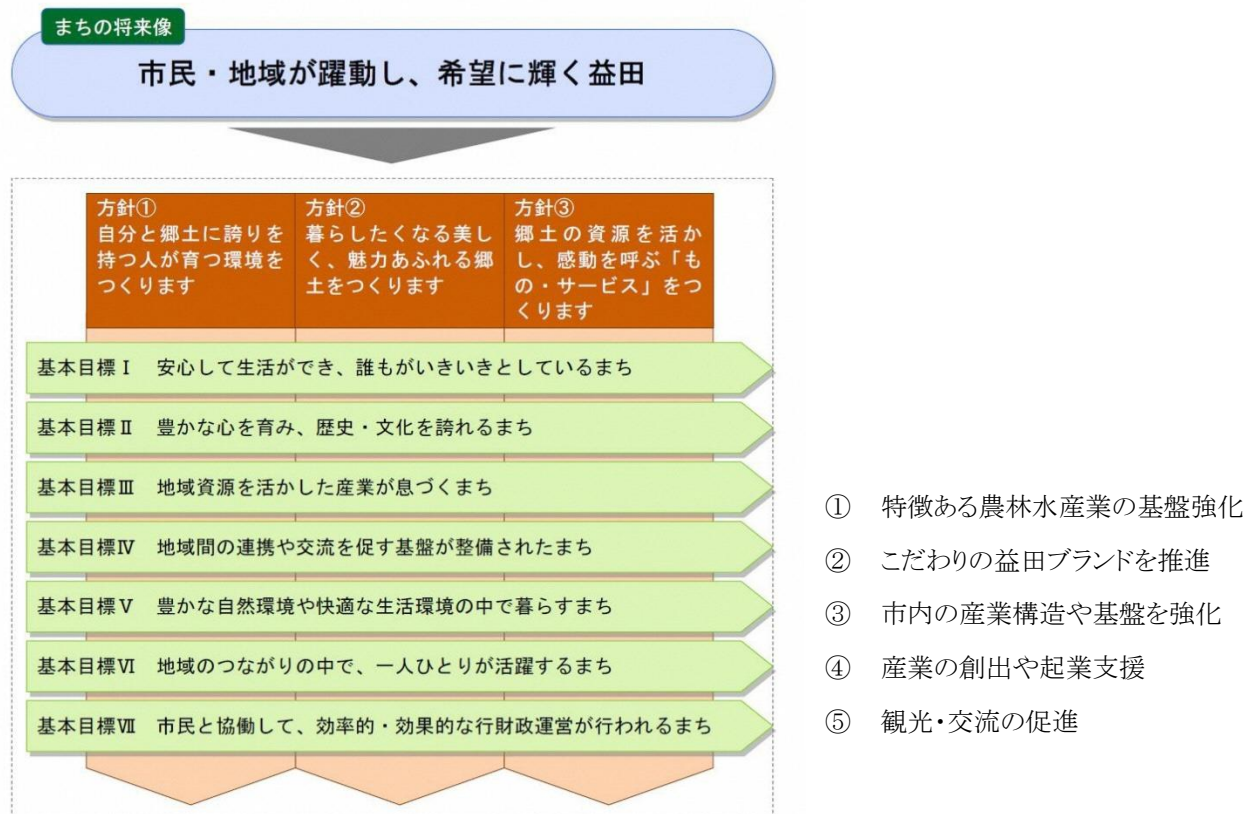 まちの将来像
市民・地域が躍動し、希望に輝く益田
方針①
自分と郷土に誇りを
持つ人が育つ環境を
つくります
方針②
暮らしたくなる美し
く、魅力あふれる郷
土をつくります
方針③
郷土の資源を活か
し、感動を呼ぶ「も
の・サービス」をつ
くります
基本目標Ⅰ 安心して生活ができ、誰もがいきいきとしているまち
基本目標Ⅱ 豊かな心を育み、歴史・文化を誇れるまち
基本目標Ⅲ 地域資源を活かした産業が息づくまち
基本目標Ⅳ 地域間の連携や交流を促す基盤が整備されたまち
基本目標Ⅴ 豊かな自然環境や快適な生活環境の中で暮らすまち
基本目標Ⅵ 地域のつながりの中で、一人ひとりが活躍するまち
基本目標Ⅶ 市民と協働して、効率的・効果的な行財政運営が行われるまち
① 特徴ある農林水産業の基盤強化
② こだわりの益田ブランドを推進
③ 市内の産業構造や基盤を強化
④ 産業の創出や起業支援
⑤ 観光・交流の促進